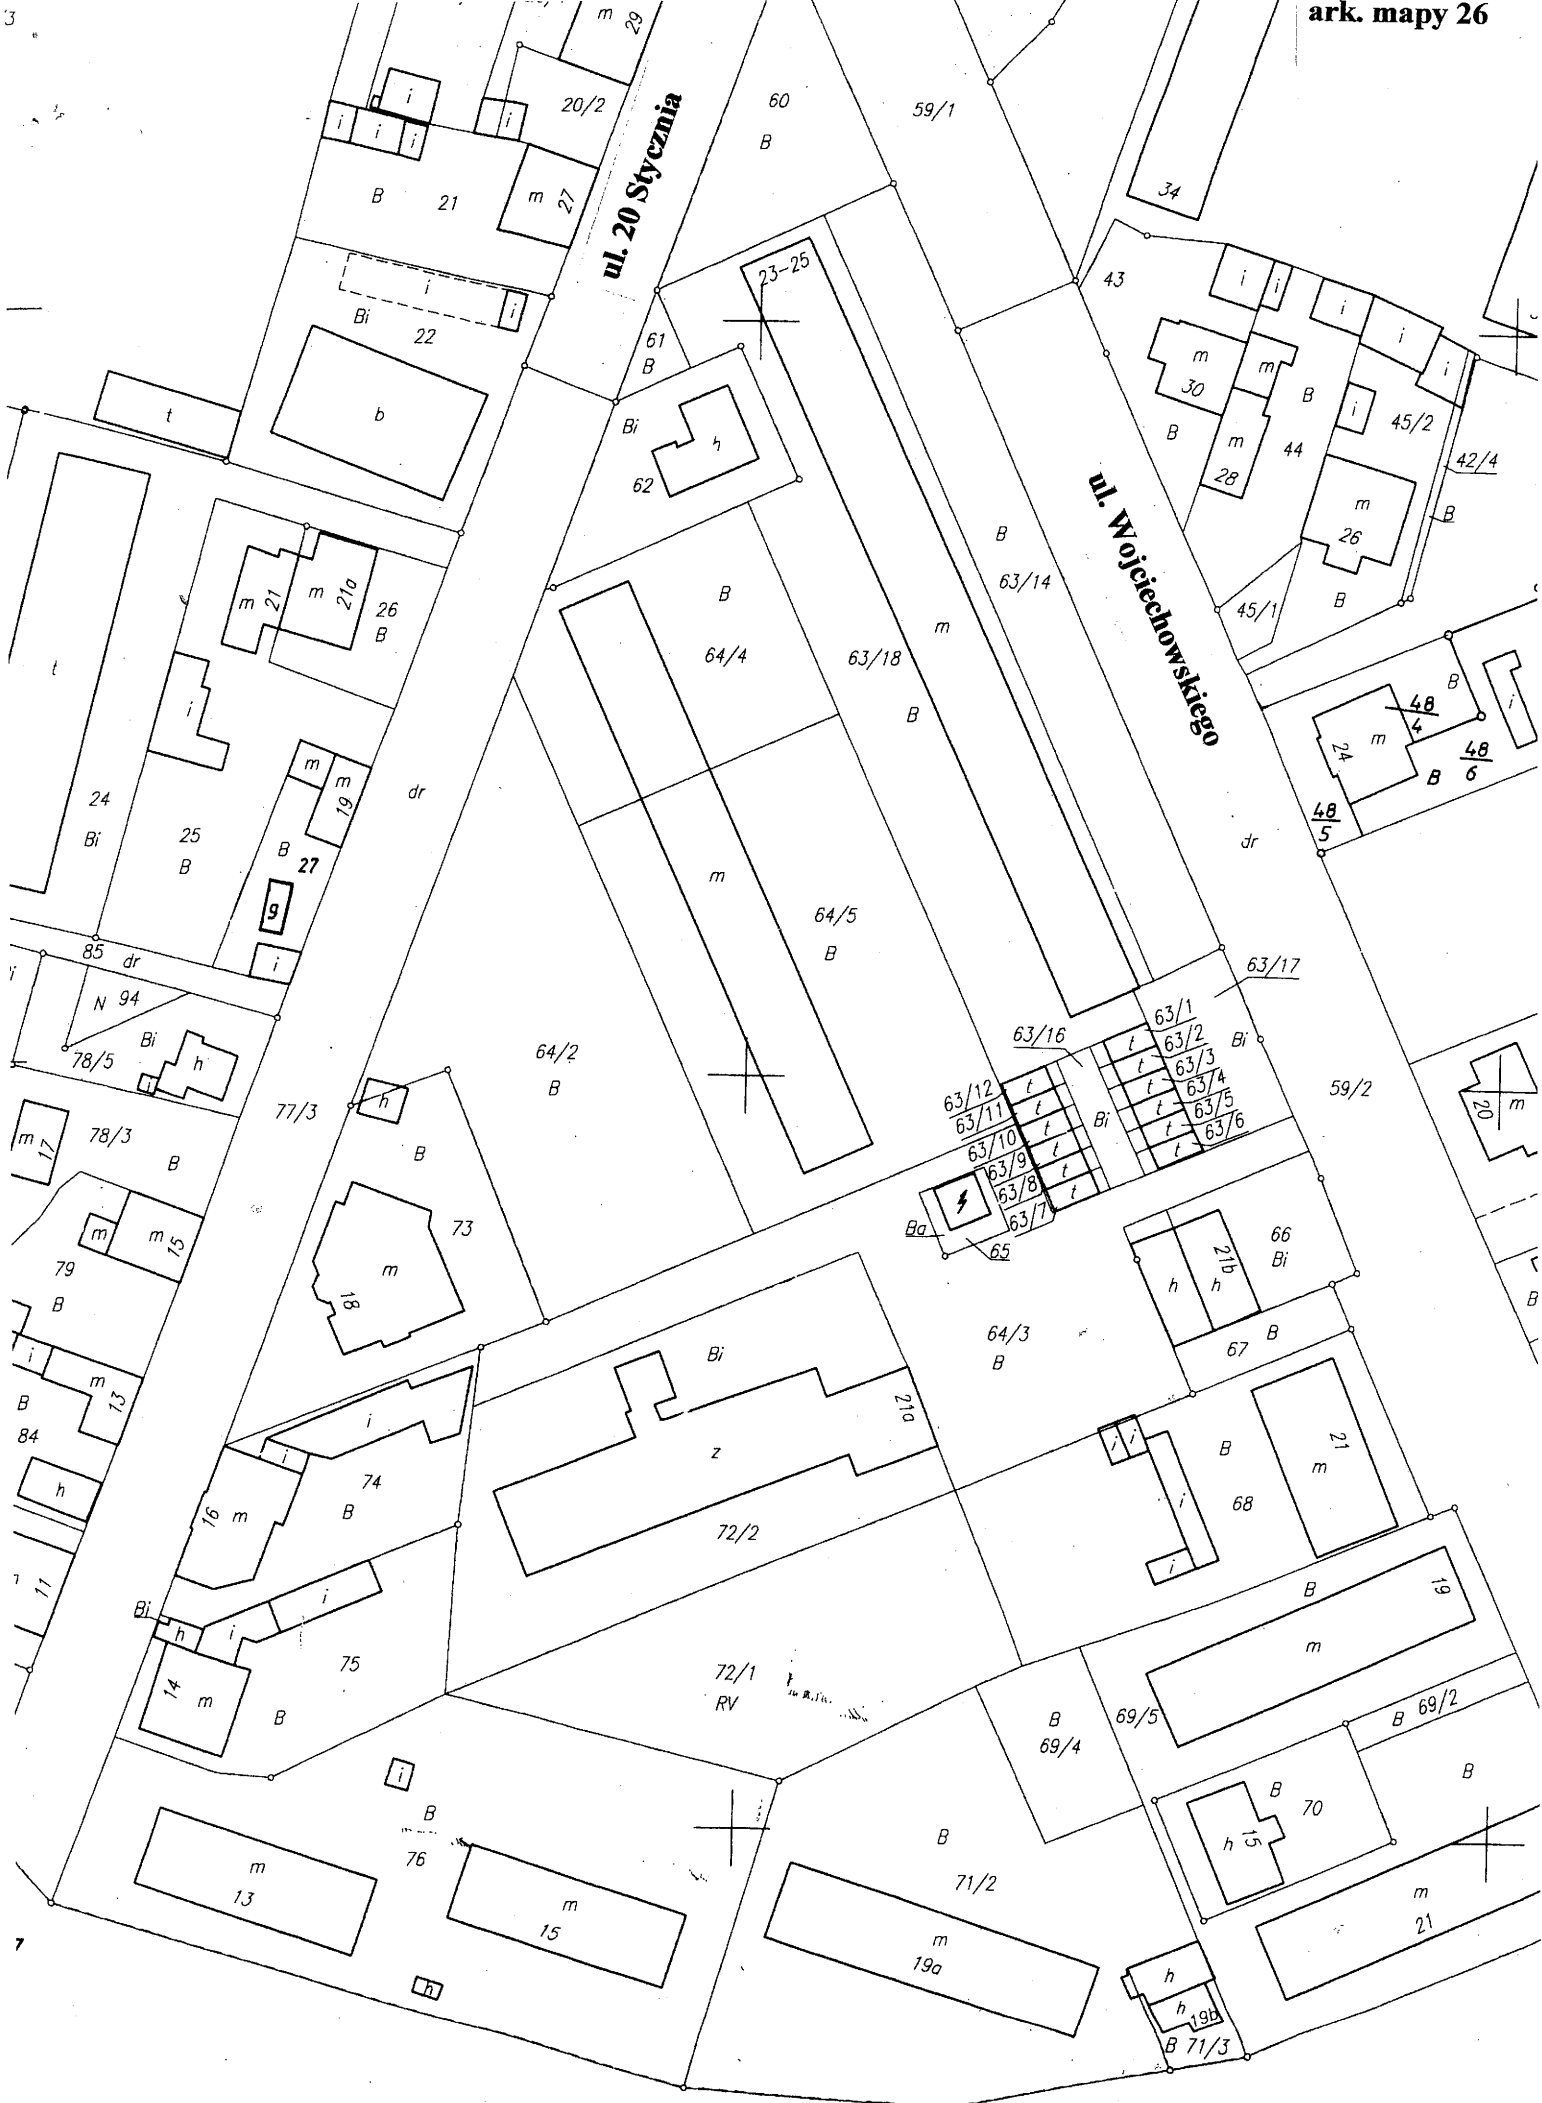 ark. mapy 26
m
29
20/2
i
i
i
i
i
60
B
59/1
34
B
21
m
27
ul. 20 Stycznia
23-25
43
i
i
i
i
i
i
Bi
22
i
i
61
B
m
30
m
B
B
m
28
44
i
45/2
42/4
B
m
26
t
b
Bi
h
62
ul. Wojciechowskiego
B
63/14
m
21
m
21a
26
B
t
i
B
64/4
63/18
m
B
45/1
B
B
48
4
48
6
B
24
m
i
48
5
24
Bi
25
B
m
m
19
B
27
9
i
dr
m
64/5
B
dr
85
dr
N 94
Bi
78/5
h
i
64/2
B
63/17
63/16
63/1
63/2
63/3
63/4
63/5
63/6
t
t
t
t
t
t
Bi
Bi
63/12
63/11
63/10
63/9
63/8
63/7
t
t
t
t
t
59/2
20
m
77/3
h
B
73
m
18
m
17
78/3
B
m
m
15
79
B
Ba
65
66
Bi
21b
h
h
B
67
64/3
B
B
i
m
13
B
84
h
11
Bi
21a
z
72/2
i
i
m
16
74
B
i
i
i
i
B
68
21
m
B
19
m
Bi
h
i
i
75
14
m
B
72/1
RV
B
69/4
69/5
B 69/2
B
i
B
76
m
13
m
15
h
B
71/2
m
19a
B
70
h
15
m
21
h
h
19b
B 71/3
7